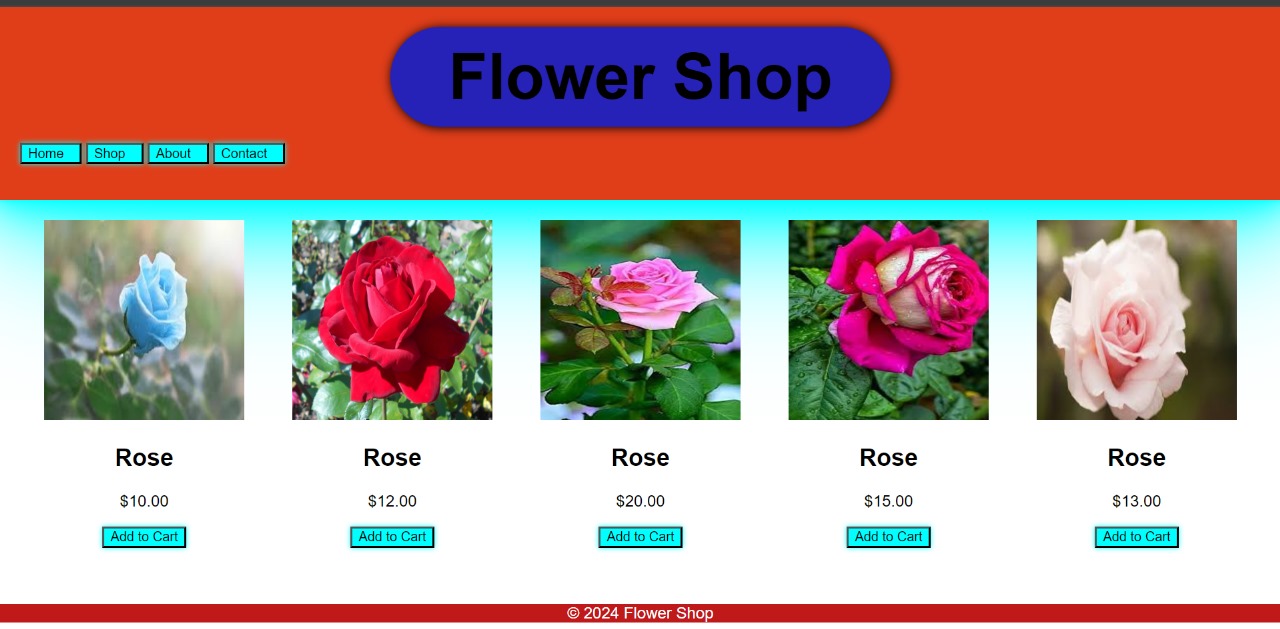 Flower Shop
Home Shop About Contact
Rose Rose Rose Rose Rose
$10.00 $12.00 $20.00 $15.00 $13.00
Add to Cart Add to Cart Add to Cart Add to Cart Add to Cart
© 2024 Flower Shop